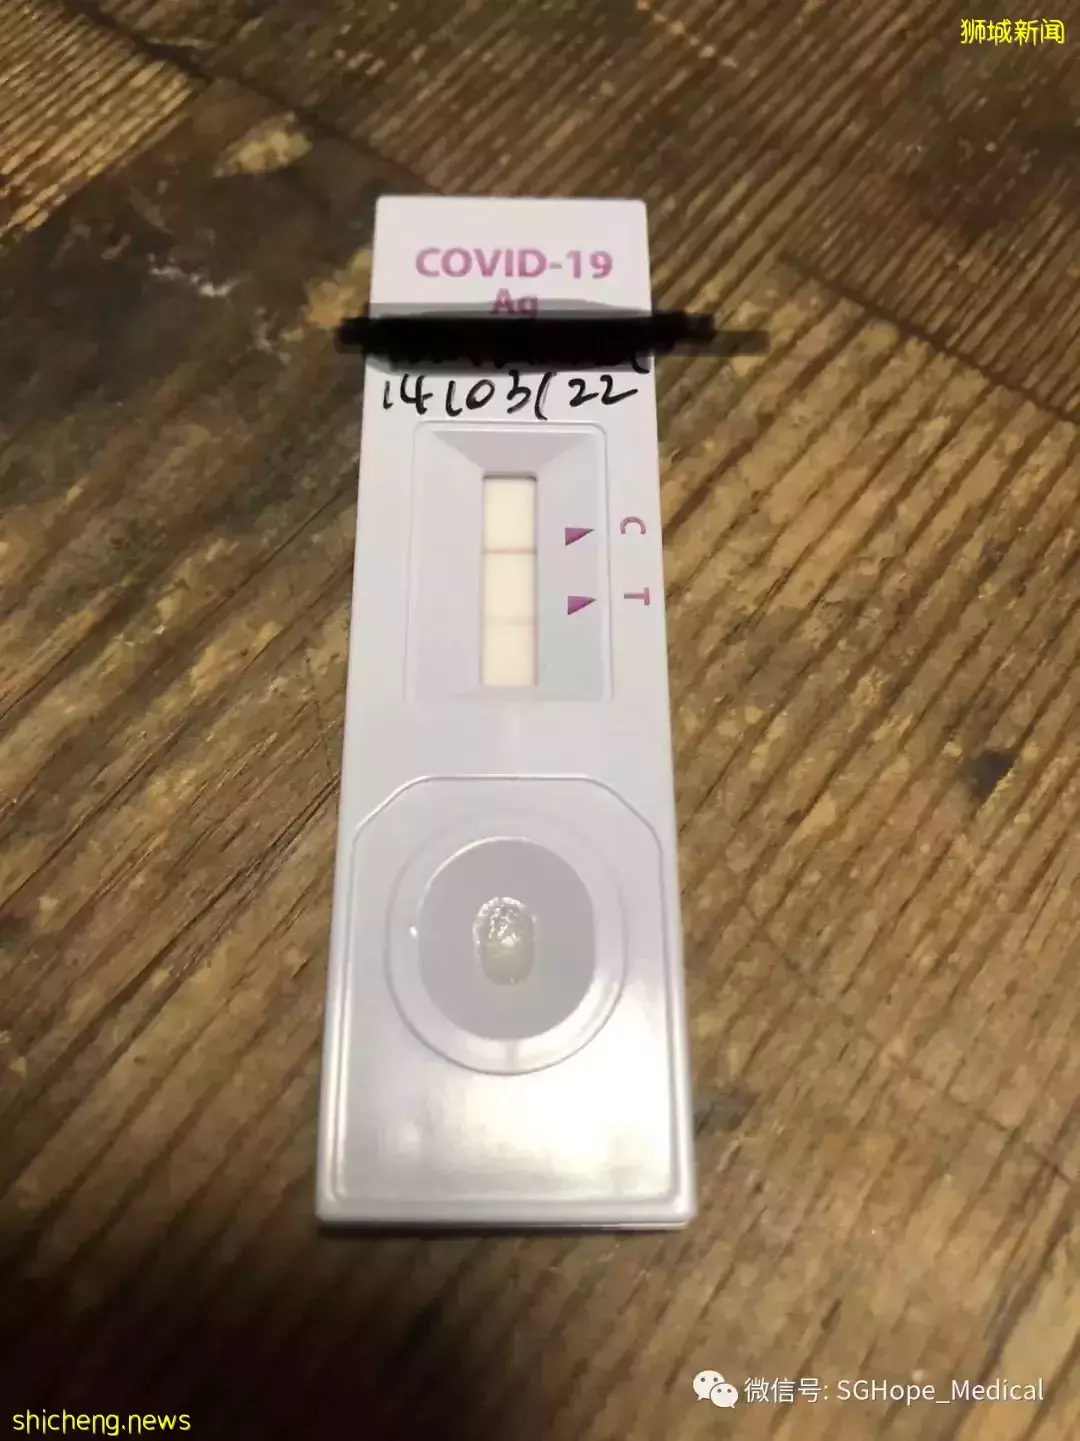 狮城新闻
COVID-19
Ag
14/03/22
C
T
微信号: SGHope_Medical
shicheng.news